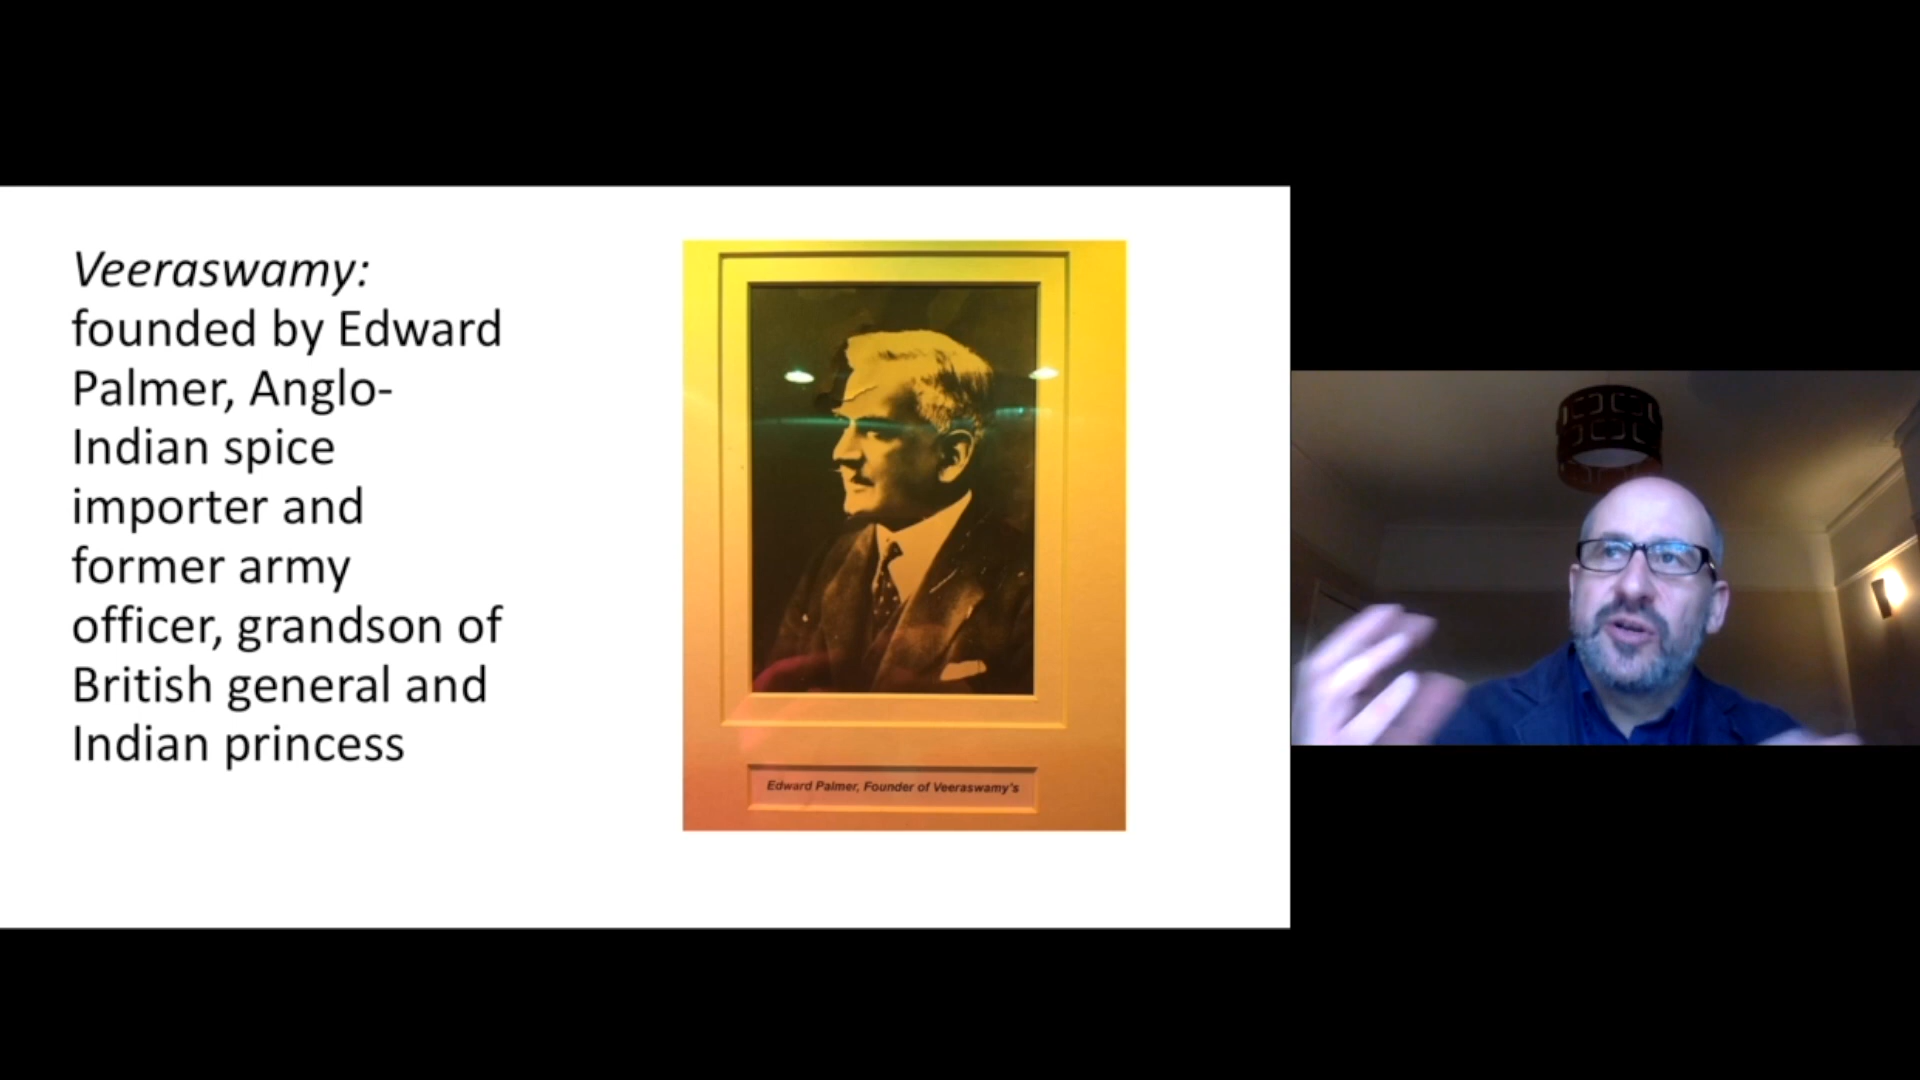 Veeraswamy:
founded by Edward
Palmer, Anglo-
Indian spice
importer and
former army
officer, grandson of
British general and
Indian princess
Edward Palmer, Founder of Veeraswamy's